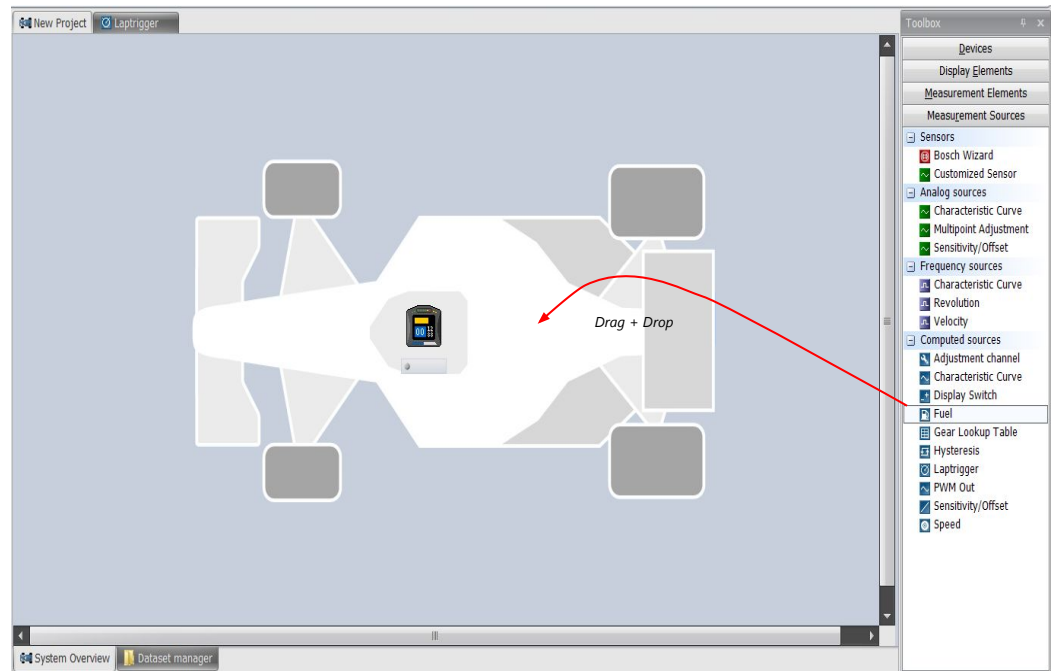 New Project
Laptrigger
Toolbox
Devices
Display Elements
Measurement Elements
Measurement Sources
Sensors
Bosch Wizard
Customized Sensor
Analog sources
Characteristic Curve
Multipoint Adjustment
Sensitivity/Offset
Frequency sources
Characteristic Curve
Revolution
Velocity
Computed sources
Adjustment channel
Characteristic Curve
Display Switch
Fuel
Gear Lookup Table
Hysteresis
Laptrigger
PWM Out
Sensitivity/Offset
Speed
Drag + Drop
00
System Overview
Dataset manager